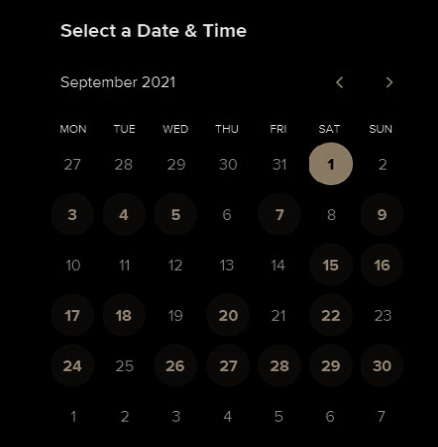 Select a Date & Time
September 2021
MON TUE WED THU FRI SAT SUN
27 28 29 30 31 1 2
3 4 5 6 7 8 9
10 11 12 13 14 15 16
17 18 19 20 21 22 23
24 25 26 27 28 29 30
1 2 3 4 5 6 7